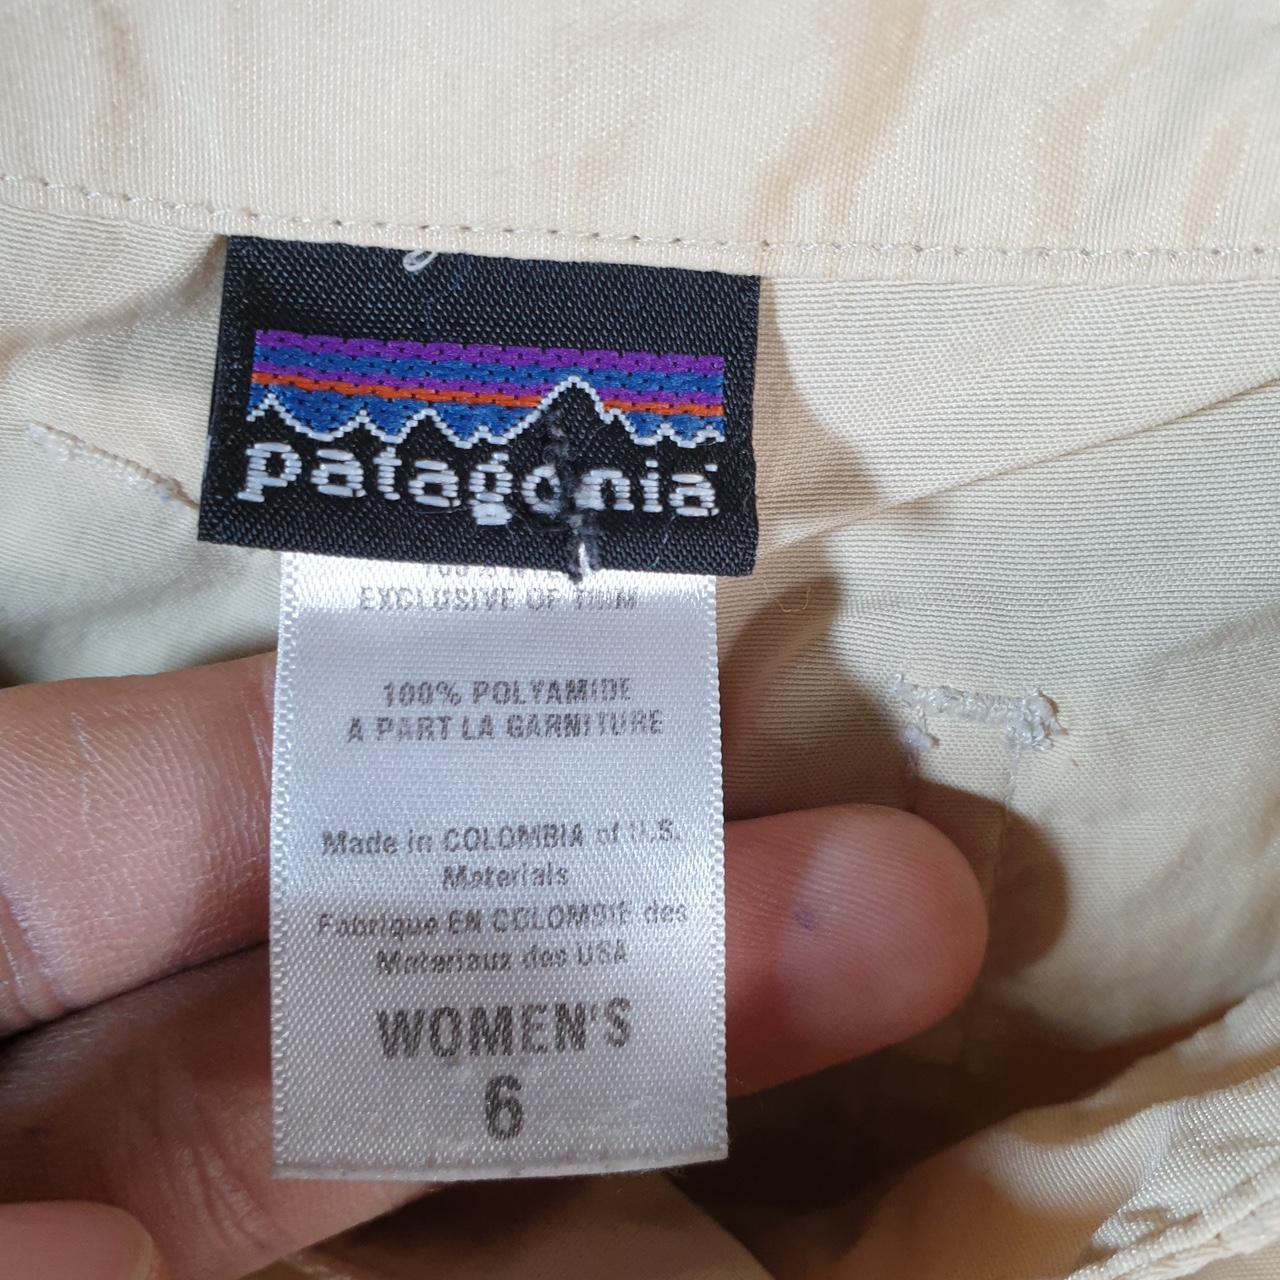 patagonia
EXCLUSIVE OF TRIM
100% POLYAMIDE
A PART LA GARNITURE
Made in COLOMBIA of U.S.
Materials
Fabrique EN COLOMBIE des
Materiaux des USA
WOMEN'S
6